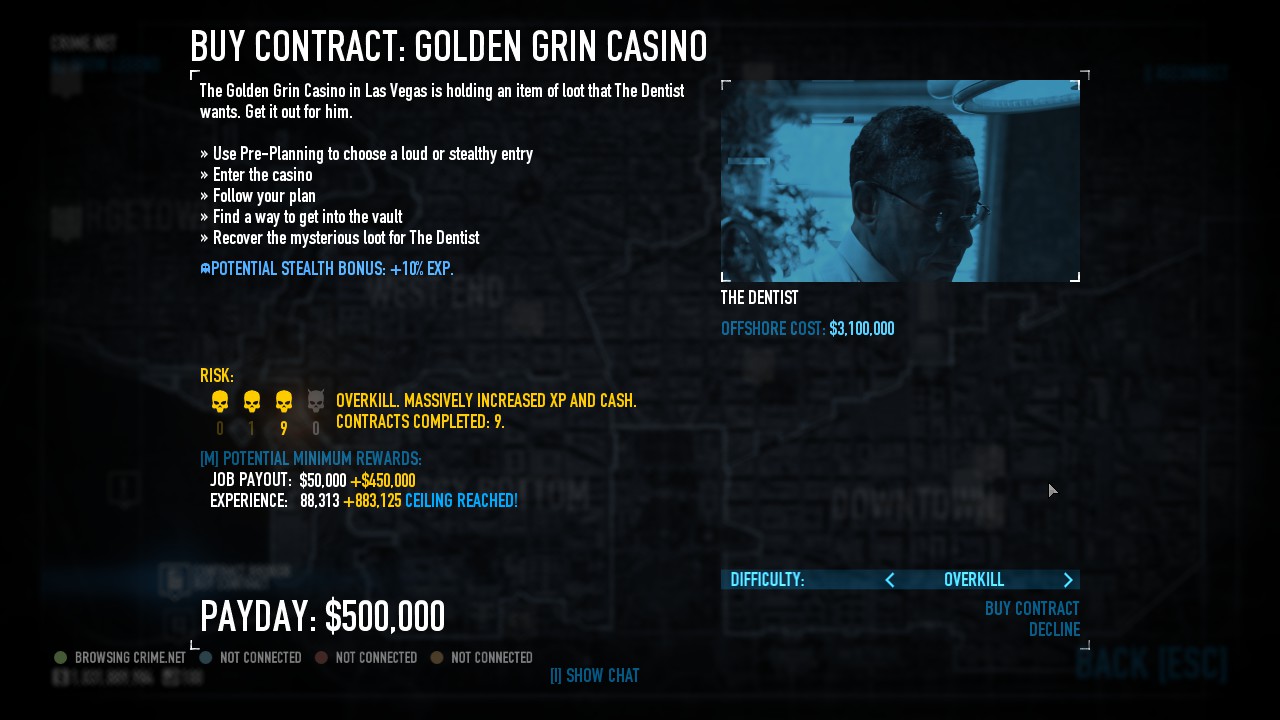 CRIME.NET
BUY CONTRACT: GOLDEN GRIN CASINO
The Golden Grin Casino in Las Vegas is holding an item of loot that The Dentist
wants. Get it out for him.
» Use Pre-Planning to choose a loud or stealthy entry
» Enter the casino
» Follow your plan
» Find a way to get into the vault
» Recover the mysterious loot for The Dentist
POTENTIAL STEALTH BONUS: +10% EXP.
THE DENTIST
OFFSHORE COST: $3,100,000
WEST END
RISK:
OVERKILL. MASSIVELY INCREASED XP AND CASH.
0 1 9 0 CONTRACTS COMPLETED: 9.
[M] POTENTIAL MINIMUM REWARDS:
JOB PAYOUT: $50,000 +$450,000
EXPERIENCE: 88,313 +883,125 CEILING REACHED!
DOWNTOWN
DIFFICULTY: OVERKILL
PAYDAY: $500,000
BUY CONTRACT
DECLINE
BROWSING CRIME.NET NOT CONNECTED NOT CONNECTED NOT CONNECTED
[I] SHOW CHAT
BACK [ESC]